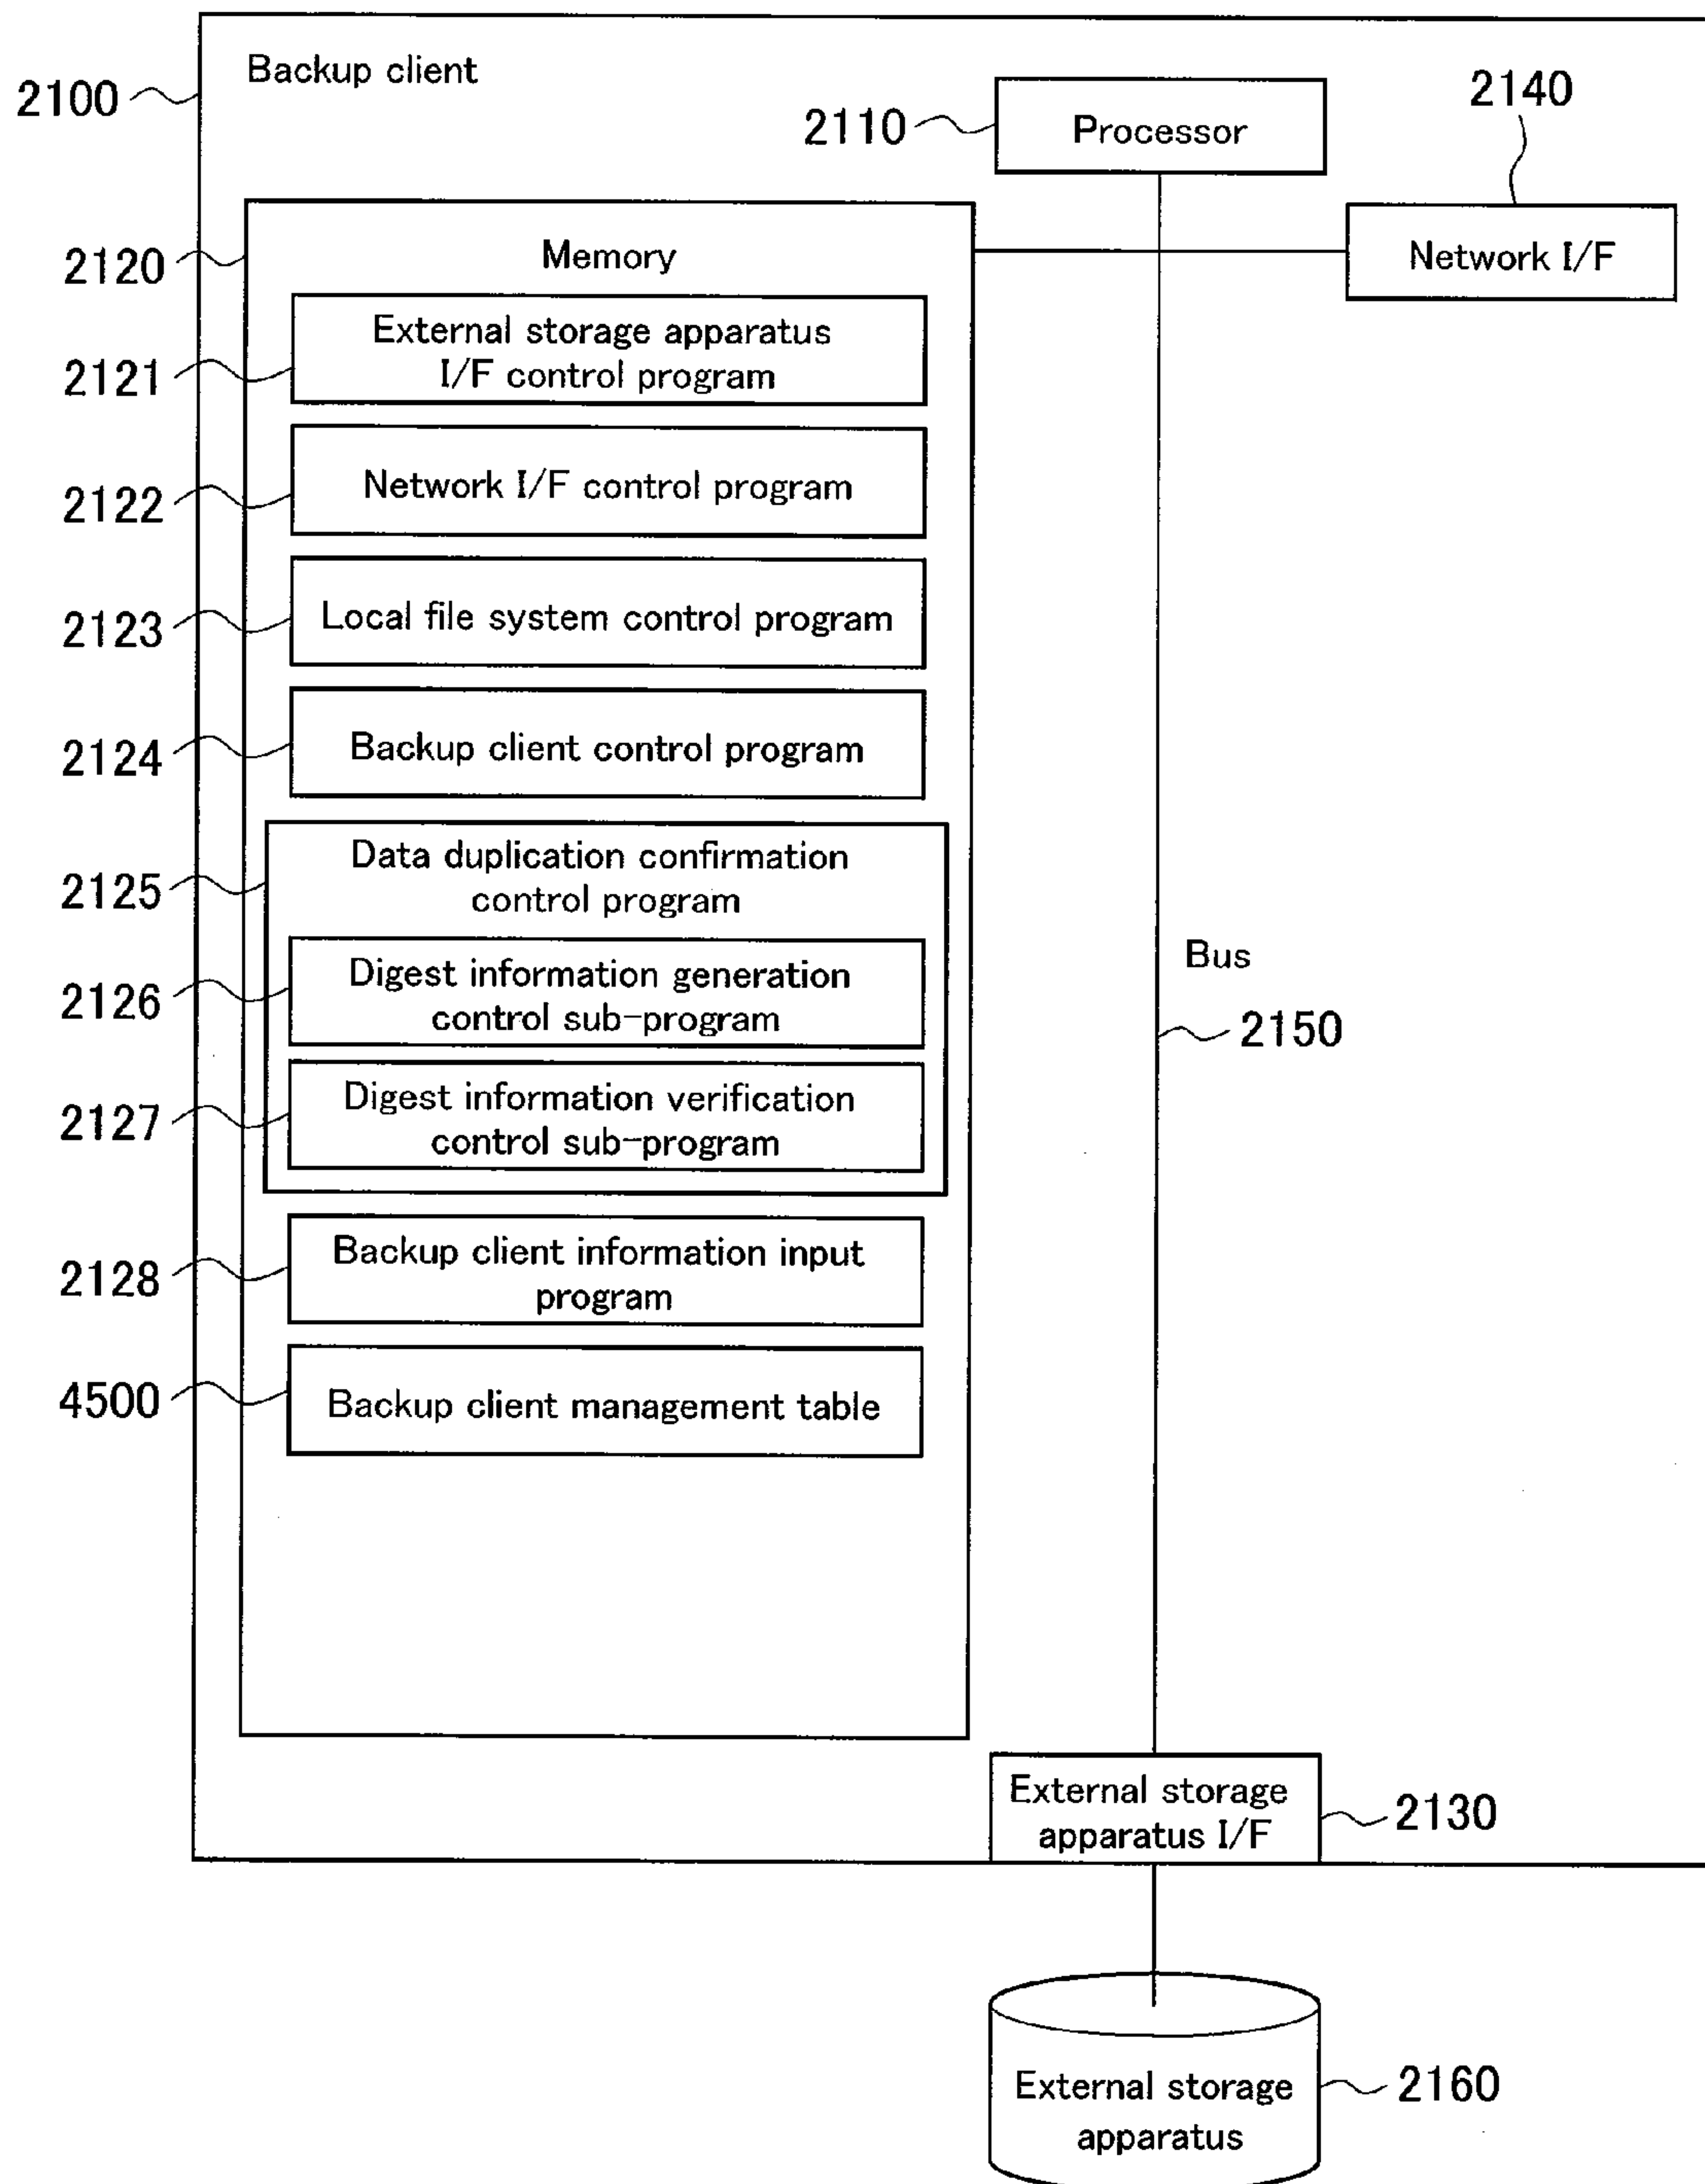 Backup client
2100
2110
Processor
2140
Network I/F
2120
Memory
2121
External storage apparatus
I/F control program
2122
Network I/F control program
2123
Local file system control program
2124
Backup client control program
2125
Data duplication confirmation
control program
2126
Digest information generation
control sub-program
2127
Digest information verification
control sub-program
Bus
2150
2128
Backup client information input
program
4500
Backup client management table
External storage
apparatus I/F
2130
External storage
apparatus
2160